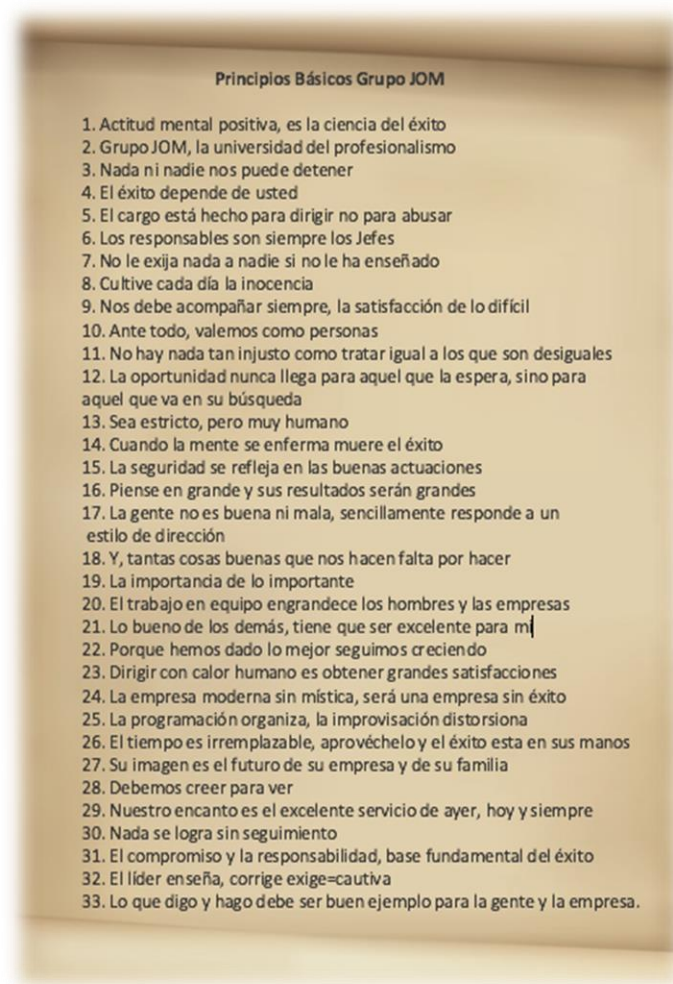 Principios Básicos Grupo JOM
1. Actitud mental positiva, es la ciencia del éxito
2. Grupo JOM, la universidad del profesionalismo
3. Nada ni nadie nos puede detener
4. El éxito depende de usted
5. El cargo está hecho para dirigir no para abusar
6. Los responsables son siempre los Jefes
7. No le exija nada a nadie si no le ha enseñado
8. Cultive cada día la inocencia
9. Nos debe acompañar siempre, la satisfacción de lo difícil
10. Ante todo, valemos como personas
11. No hay nada tan injusto como tratar igual a los que son desiguales
12. La oportunidad nunca llega para aquel que la espera, sino para
aquel que va en su búsqueda
13. Sea estricto, pero muy humano
14. Cuando la mente se enferma muere el éxito
15. La seguridad se refleja en las buenas actuaciones
16. Piense en grande y sus resultados serán grandes
17. La gente no es buena ni mala, sencillamente responde a un
estilo de dirección
18. Y, tantas cosas buenas que nos hacen falta por hacer
19. La importancia de lo importante
20. El trabajo en equipo engrandece los hombres y las empresas
21. Lo bueno de los demás, tiene que ser excelente para mí
22. Porque hemos dado lo mejor seguimos creciendo
23. Dirigir con calor humano es obtener grandes satisfacciones
24. La empresa moderna sin mística, será una empresa sin éxito
25. La programación organiza, la improvisación distorsiona
26. El tiempo es irremplazable, aprovéchelo y el éxito esta en sus manos
27. Su imagen es el futuro de su empresa y de su familia
28. Debemos creer para ver
29. Nuestro encanto es el excelente servicio de ayer, hoy y siempre
30. Nada se logra sin seguimiento
31. El compromiso y la responsabilidad, base fundamental del éxito
32. El líder enseña, corrige exige=cautiva
33. Lo que digo y hago debe ser buen ejemplo para la gente y la empresa.